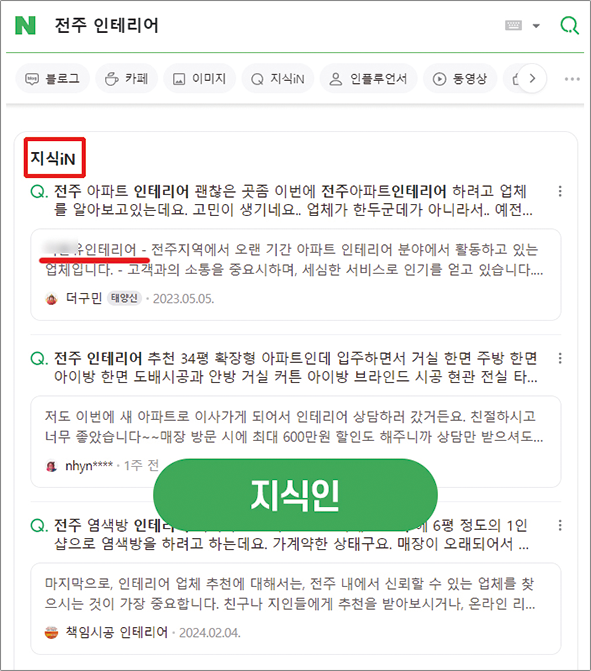 N 전주 인테리어
블로그 카페 이미지 지식iN 인플루언서 동영상
지식iN
Q. 전주 아파트 인테리어 괜찮은 곳좀 이번에 전주아파트인테리어 하려고 업체
를 알아보고있는데요. 고민이 생기네요.. 업체가 한두군데가 아니라서.. 예전...
유인테리어 - 전주지역에서 오랜 기간 아파트 인테리어 분야에서 활동하고 있는
업체입니다. - 고객과의 소통을 중요시하며, 세심한 서비스로 인기를 얻고 있습니다....
더구민 태양신 · 2023.05.05.
Q. 전주 인테리어 추천 34평 확장형 아파트인데 입주하면서 거실 한면 주방 한면
아이방 한면 도배시공과 안방 거실 커튼 아이방 브라인드 시공 현관 전실 타...
저도 이번에 새 아파트로 이사가게 되어서 인테리어 상담하러 갔거든요. 친절하시고
너무 좋았습니다~~매장 방문 시에 최대 600만원 할인도 해주니까 상담만 받으셔도...
nhyn**** · 1주 전
지식인
Q. 전주 염색방 인테리어 에 6평 정도의 1인
샵으로 염색방을 하려고 하는데요. 가계약한 상태구요. 매장이 오래되어서 ...
마지막으로, 인테리어 업체 추천에 대해서는, 전주 내에서 신뢰할 수 있는 업체를 찾
으시는 것이 가장 중요합니다. 친구나 지인들에게 추천을 받아보시거나, 온라인 리...
책임시공 인테리어 · 2024.02.04.